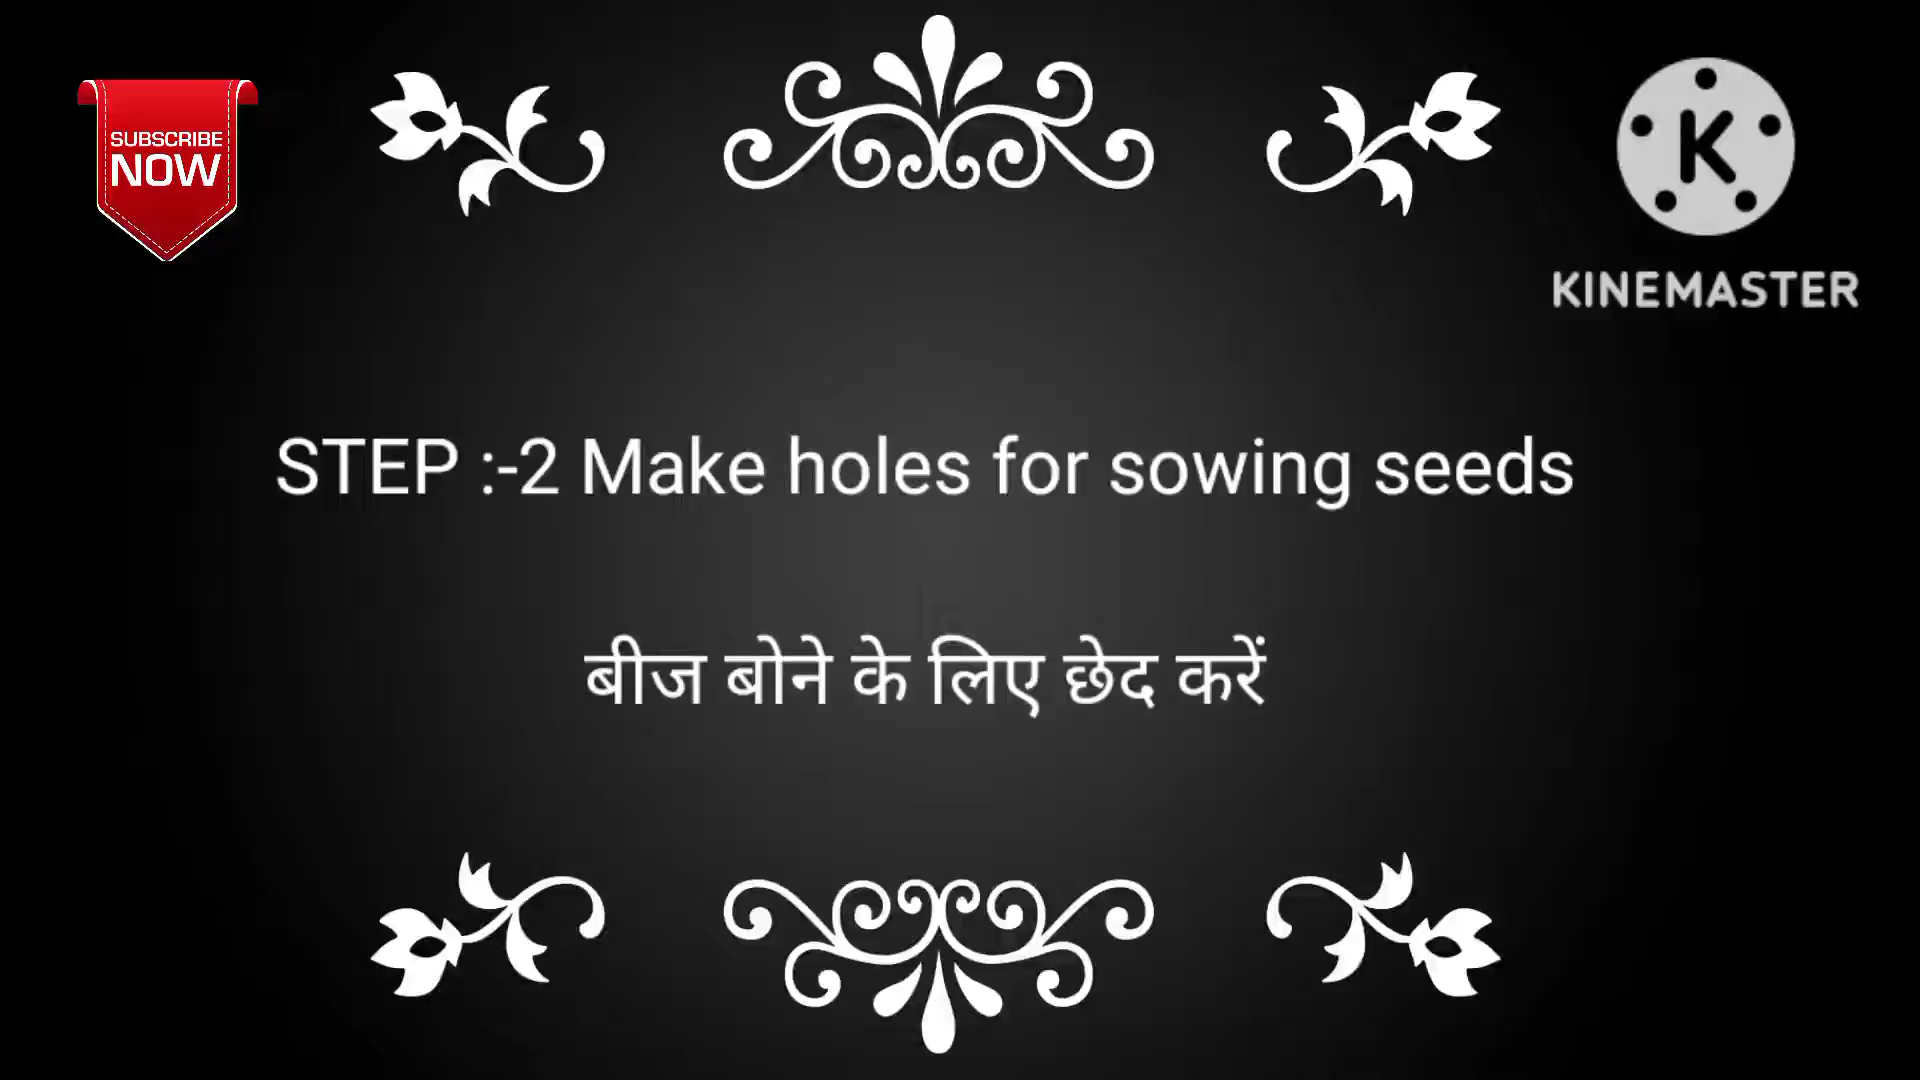 SUBSCRIBE
NOW
K
KINEMASTER
STEP :-2 Make holes for sowing seeds
बीज बोने के लिए छेद करें